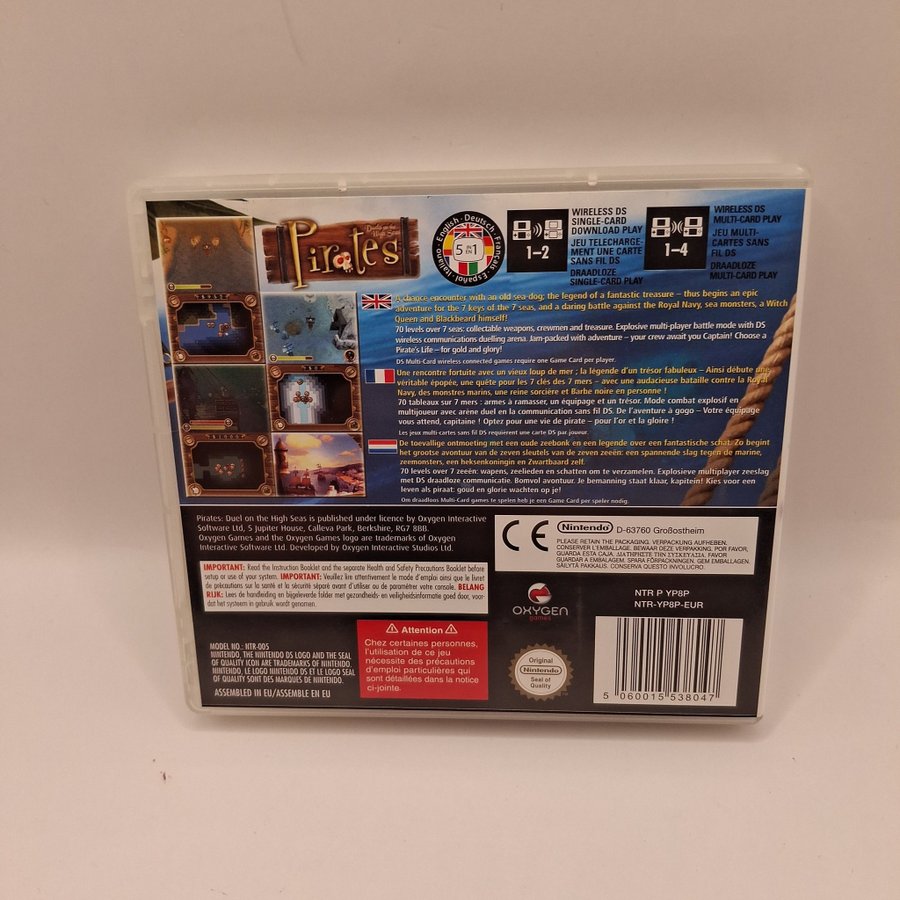 Duels on the High Seas
Pirates
English · Deutsch · Français · Español · Italiano
5 IN EN 1
1-2
WIRELESS DS
SINGLE-CARD
DOWNLOAD PLAY
JEU TELECHARGE-
MENT UNE CARTE
SANS FIL DS
DRAADLOZE
SINGLE-CARD PLAY
1-4
WIRELESS DS
MULTI-CARD PLAY
JEU MULTI-
CARTES SANS
FIL DS
DRAADLOZE
MULTI-CARD PLAY
A chance encounter with an old sea-dog; the legend of a fantastic treasure – thus begins an epic
adventure for the 7 keys of the 7 seas, and a daring battle against the Royal Navy, sea monsters, a Witch
Queen and Blackbeard himself!
70 levels over 7 seas: collectable weapons, crewmen and treasure. Explosive multi-player battle mode with DS
wireless communications duelling arena. Jam-packed with adventure – your crew await you Captain! Choose a
Pirate's Life – for gold and glory!
DS Multi-Card wireless connected games require one Game Card per player.
Une rencontre fortuite avec un vieux loup de mer ; la légende d'un trésor fabuleux – Ainsi débute une
véritable épopée, une quête pour les 7 clés des 7 mers – avec une audacieuse bataille contre la Royal
Navy, des monstres marins, une reine sorcière et Barbe noire en personne !
70 tableaux sur 7 mers : armes à ramasser, un équipage et un trésor. Mode combat explosif en
multijoueur avec arène duel en la communication sans fil DS. De l'aventure à gogo – Votre équipage
vous attend, capitaine ! Optez pour une vie de pirate – pour l'or et la gloire !
Les jeux multi-cartes sans fil DS requièrent une carte DS par joueur.
De toevallige ontmoeting met een oude zeebonk en een legende over een fantastische schat. Zo begint
het grootse avontuur van de zeven sleutels van de zeven zeeën: een spannende slag tegen de marine,
zeemonsters, een heksenkoningin en Zwartbaard zelf.
70 levels over 7 zeeën: wapens, zeelieden en schatten om te verzamelen. Explosieve multiplayer zeeslag
met DS draadloze communicatie. Bomvol avontuur. Je bemanning staat klaar, kapitein! Kies voor een
leven als piraat: goud en glorie wachten op je!
Om draadloos Multi-Card games te spelen heb je een Game Card per speler nodig.
Pirates: Duel on the High Seas is published under licence by Oxygen Interactive
Software Ltd, 5 Jupiter House, Calleva Park, Berkshire, RG7 8BB.
Oxygen Games and the Oxygen Games logo are trademarks of Oxygen
Interactive Software Ltd. Developed by Oxygen Interactive Studios Ltd.
CE Nintendo D-63760 Großostheim
PLEASE RETAIN THE PACKAGING. VERPACKUNG AUFHEBEN.
CONSERVER L'EMBALLAGE. BEWAAR DEZE VERPAKKING. POR FAVOR,
GUARDA ESTA CAJA. ΔΙΑΤΗΡΗΣΤΕ ΤΗΝ ΣΥΣΚΕΥΑΣΙΑ. FAVOR
GUARDAR A EMBALAGEM. SPARA FÖRPACKNINGEN. GEM EMBALLAGEN.
SÄILYTÄ PAKKAUS. CONSERVA QUESTO INVOLUCRO.
IMPORTANT: Read the Instruction Booklet and the separate Health and Safety Precautions Booklet before
setup or use of your system. IMPORTANT: Veuillez lire attentivement le mode d'emploi ainsi que le livret
de précautions sur la santé et la sécurité avant d'utiliser ou de paramétrer votre console. BELANG
RIJK: Lees de handleiding en bijgeleverde folder met gezondheids- en veiligheidsinformatie goed door, voor-
dat het systeem in gebruik wordt genomen.
OXYGEN
games
NTR P YP8P
NTR-YP8P-EUR
MODEL NO.: NTR-005
NINTENDO, THE NINTENDO DS LOGO AND THE SEAL
OF QUALITY ICON ARE TRADEMARKS OF NINTENDO.
NINTENDO, LE LOGO NINTENDO DS ET LE LOGO SEAL
OF QUALITY SONT DES MARQUES DE NINTENDO.
ASSEMBLED IN EU/ASSEMBLE EN EU
Attention
Chez certaines personnes,
l'utilisation de ce jeu
nécessite des précautions
d'emploi particulières qui
sont détaillées dans la notice
ci-jointe.
Original
Nintendo
Seal of
Quality
5 060015 538047